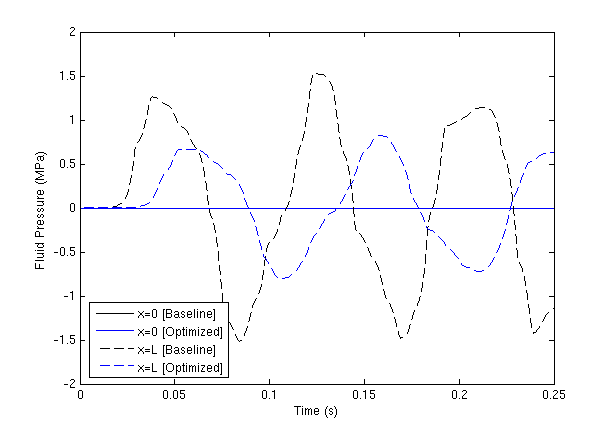 2
1.5
1
0.5
0
-0.5
-1
-1.5
-2
Fluid Pressure (MPa)
x=0 [Baseline]
x=0 [Optimized]
x=L [Baseline]
x=L [Optimized]
0 0.05 0.1 0.15 0.2 0.25
Time (s)